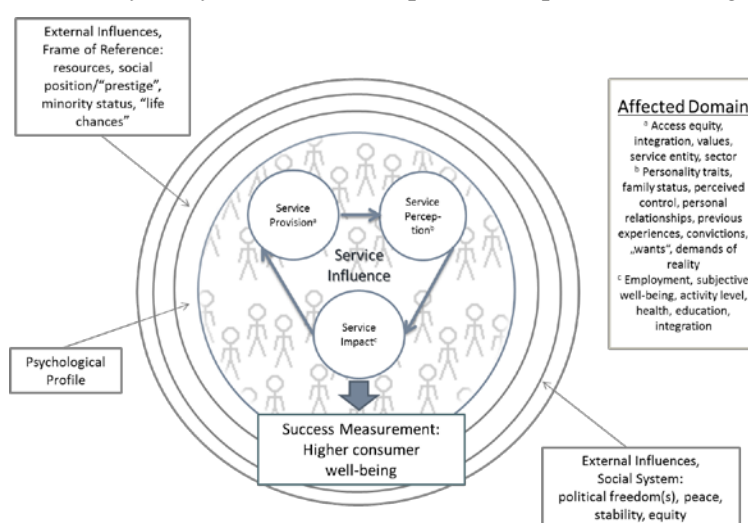 External Influences,
Frame of Reference:
resources, social
position/“prestige”,
minority status, “life
chances”
Affected Domain
ᵃ Access equity,
integration, values,
service entity, sector
ᵇ Personality traits,
family status, perceived
control, personal
relationships, previous
experiences, convictions,
„wants“, demands of
reality
ᶜ Employment, subjective
well-being, activity level,
health, education,
integration
Service
Provisionᵃ
Service
Percep-
tionᵇ
Service
Influence
Service
Impactᶜ
Psychological
Profile
Success Measurement:
Higher consumer
well-being
External Influences,
Social System:
political freedom(s), peace,
stability, equity